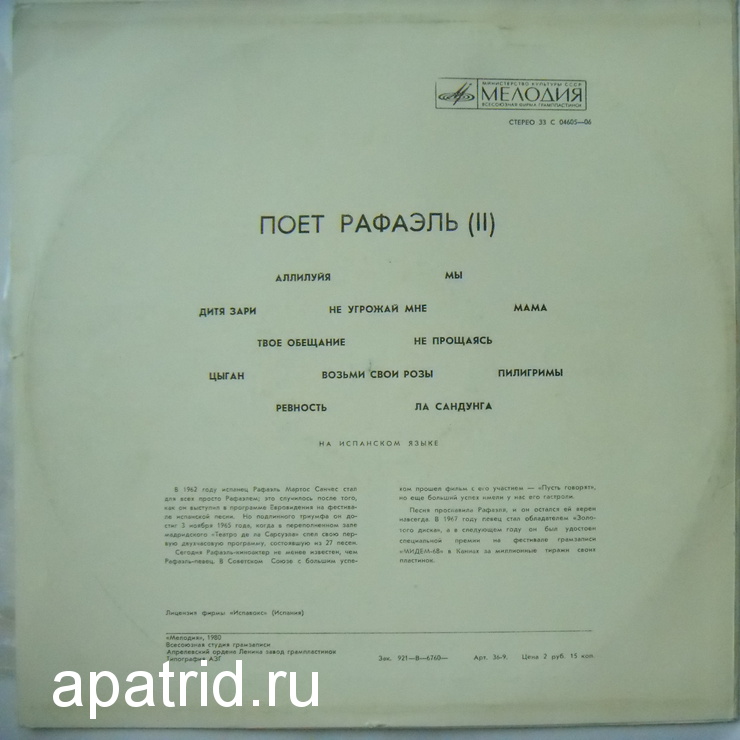 МИНИСТЕРСТВО КУЛЬТУРЫ СССР
МЕЛОДИЯ
ВСЕСОЮЗНАЯ ФИРМА ГРАМПЛАСТИНОК
СТЕРЕО 33 С 04605—06
ПОЕТ РАФАЭЛЬ (II)
АЛЛИЛУЙЯ МЫ
ДИТЯ ЗАРИ НЕ УГРОЖАЙ МНЕ МАМА
ТВОЕ ОБЕЩАНИЕ НЕ ПРОЩАЯСЬ
ЦЫГАН ВОЗЬМИ СВОИ РОЗЫ ПИЛИГРИМЫ
РЕВНОСТЬ ЛА САНДУНГА
НА ИСПАНСКОМ ЯЗЫКЕ
В 1962 году испанец Рафаэль Мартос Санчес стал
для всех просто Рафаэлем; это случилось после того,
как он выступил в программе Евровидения на фестива-
ле испанской песни. Но подлинного триумфа он до-
стиг 3 ноября 1965 года, когда в переполненном зале
мадридского «Театро де ла Сарсуэла» спел свою пер-
вую двухчасовую программу, состоявшую из 27 песен.
Сегодня Рафаэль-киноактер не менее известен, чем
Рафаэль-певец. В Советском Союзе с большим успе-
хом прошел фильм с его участием — «Пусть говорят»,
но еще больший успех имели у нас его гастроли.
Песня прославила Рафаэля, и он остался ей верен
навсегда. В 1967 году певец стал обладателем «Золо-
того диска», а в следующем году он был удостоен
специальной премии на фестивале грамзаписи
«МИДЕМ-68» в Каннах за миллионные тиражи своих
пластинок.
Лицензия фирмы «Испавокс» (Испания)
«Мелодия», 1980
Всесоюзная студия грамзаписи
Апрелевский ордена Ленина завод грампластинок
Типография АЗГ Зак. 921—В—6760— Арт. 36-9. Цена 2 руб. 15 коп.
apatrid.ru